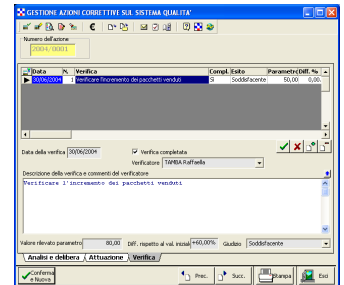 GESTIONE AZIONI CORRETTIVE SUL SISTEMA QUALITA'
Numero dell'azione
2004/0001
Data N. Verifica Compl. Esito Parametro Diff. %
30/06/2004 1 Verificare l'incremento dei pacchetti venduti Sì Soddisfacente 50,00 0,00
Data della verifica 30/06/2004 Verifica completata
Verificatore TAMBA Raffaella
Descrizione della verifica e commenti del verificatore
Verificare l'incremento dei pacchetti venduti
Valore rilevato parametro 80,00 Diff. rispetto al val. iniziale +60,00% Giudizio Soddisfacente
Analisi e delibera Attuazione Verifica
Conferma e Nuova Prec. Succ. Stampa Esci